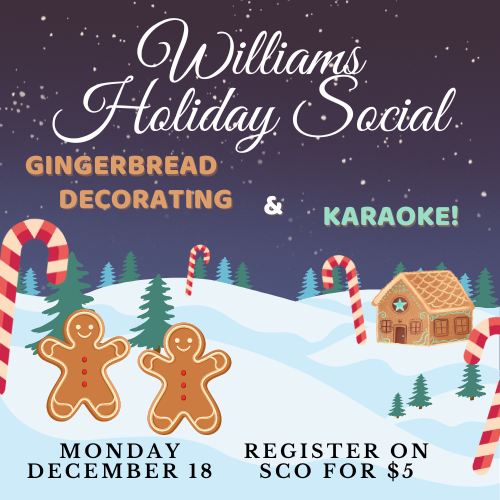 Williams
Holiday Social
GINGERBREAD
DECORATING
&
KARAOKE!
MONDAY
DECEMBER 18
REGISTER ON
SCO FOR $5